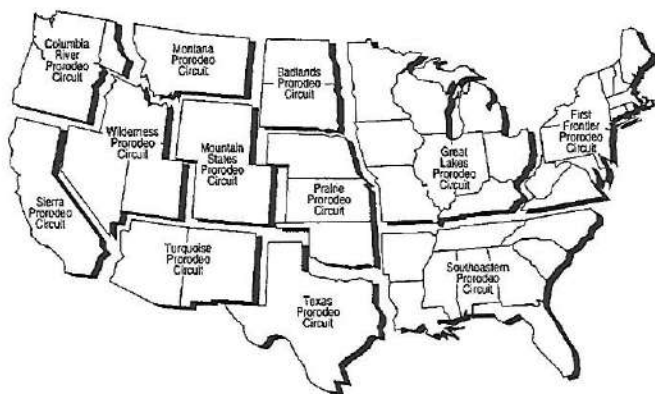 Columbia
River
Prorodeo
Circuit
Montana
Prorodeo
Circuit
Badlands
Prorodeo
Circuit
First
Frontier
Prorodeo
Circuit
Wilderness
Prorodeo
Circuit
Mountain
States
Prorodeo
Circuit
Great
Lakes
Prorodeo
Circuit
Prairie
Prorodeo
Circuit
Sierra
Prorodeo
Circuit
Turquoise
Prorodeo
Circuit
Southeastern
Prorodeo
Circuit
Texas
Prorodeo
Circuit